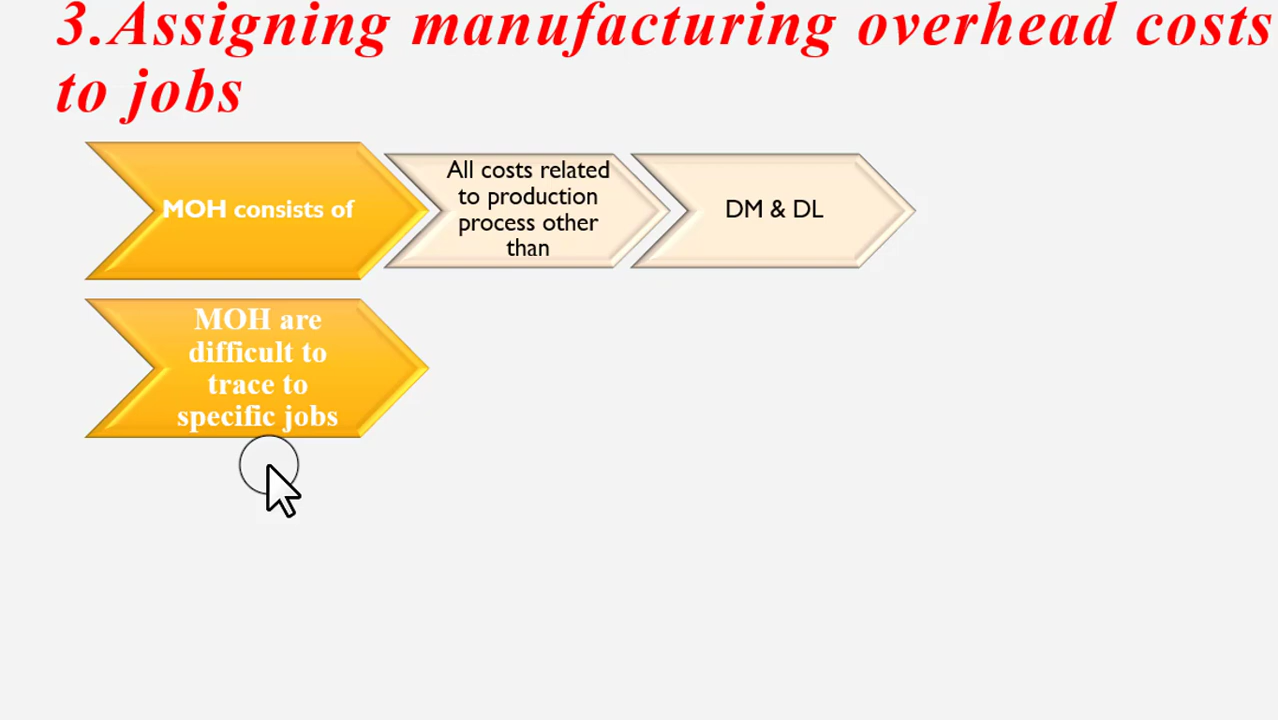 3.Assigning manufacturing overhead costs
to jobs
MOH consists of
All costs related
to production
process other
than
DM & DL
MOH are
difficult to
trace to
specific jobs